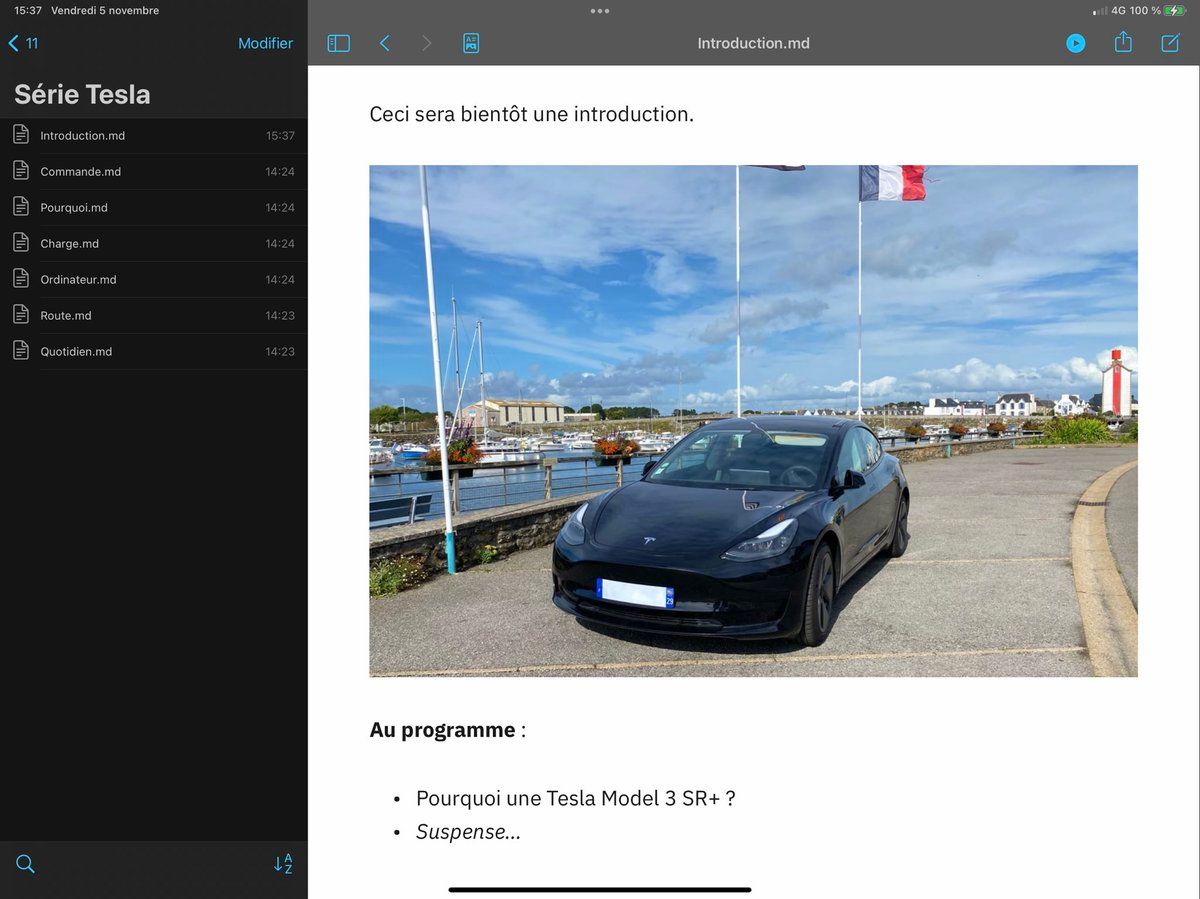 15:37 Vendredi 5 novembre
4G 100 %
11
Modifier
Introduction.md
Série Tesla
Introduction.md 15:37
Commande.md 14:24
Pourquoi.md 14:24
Charge.md 14:24
Ordinateur.md 14:24
Route.md 14:23
Quotidien.md 14:23
A
Z
Ceci sera bientôt une introduction.
F
29
Au programme :
• Pourquoi une Tesla Model 3 SR+ ?
• Suspense...